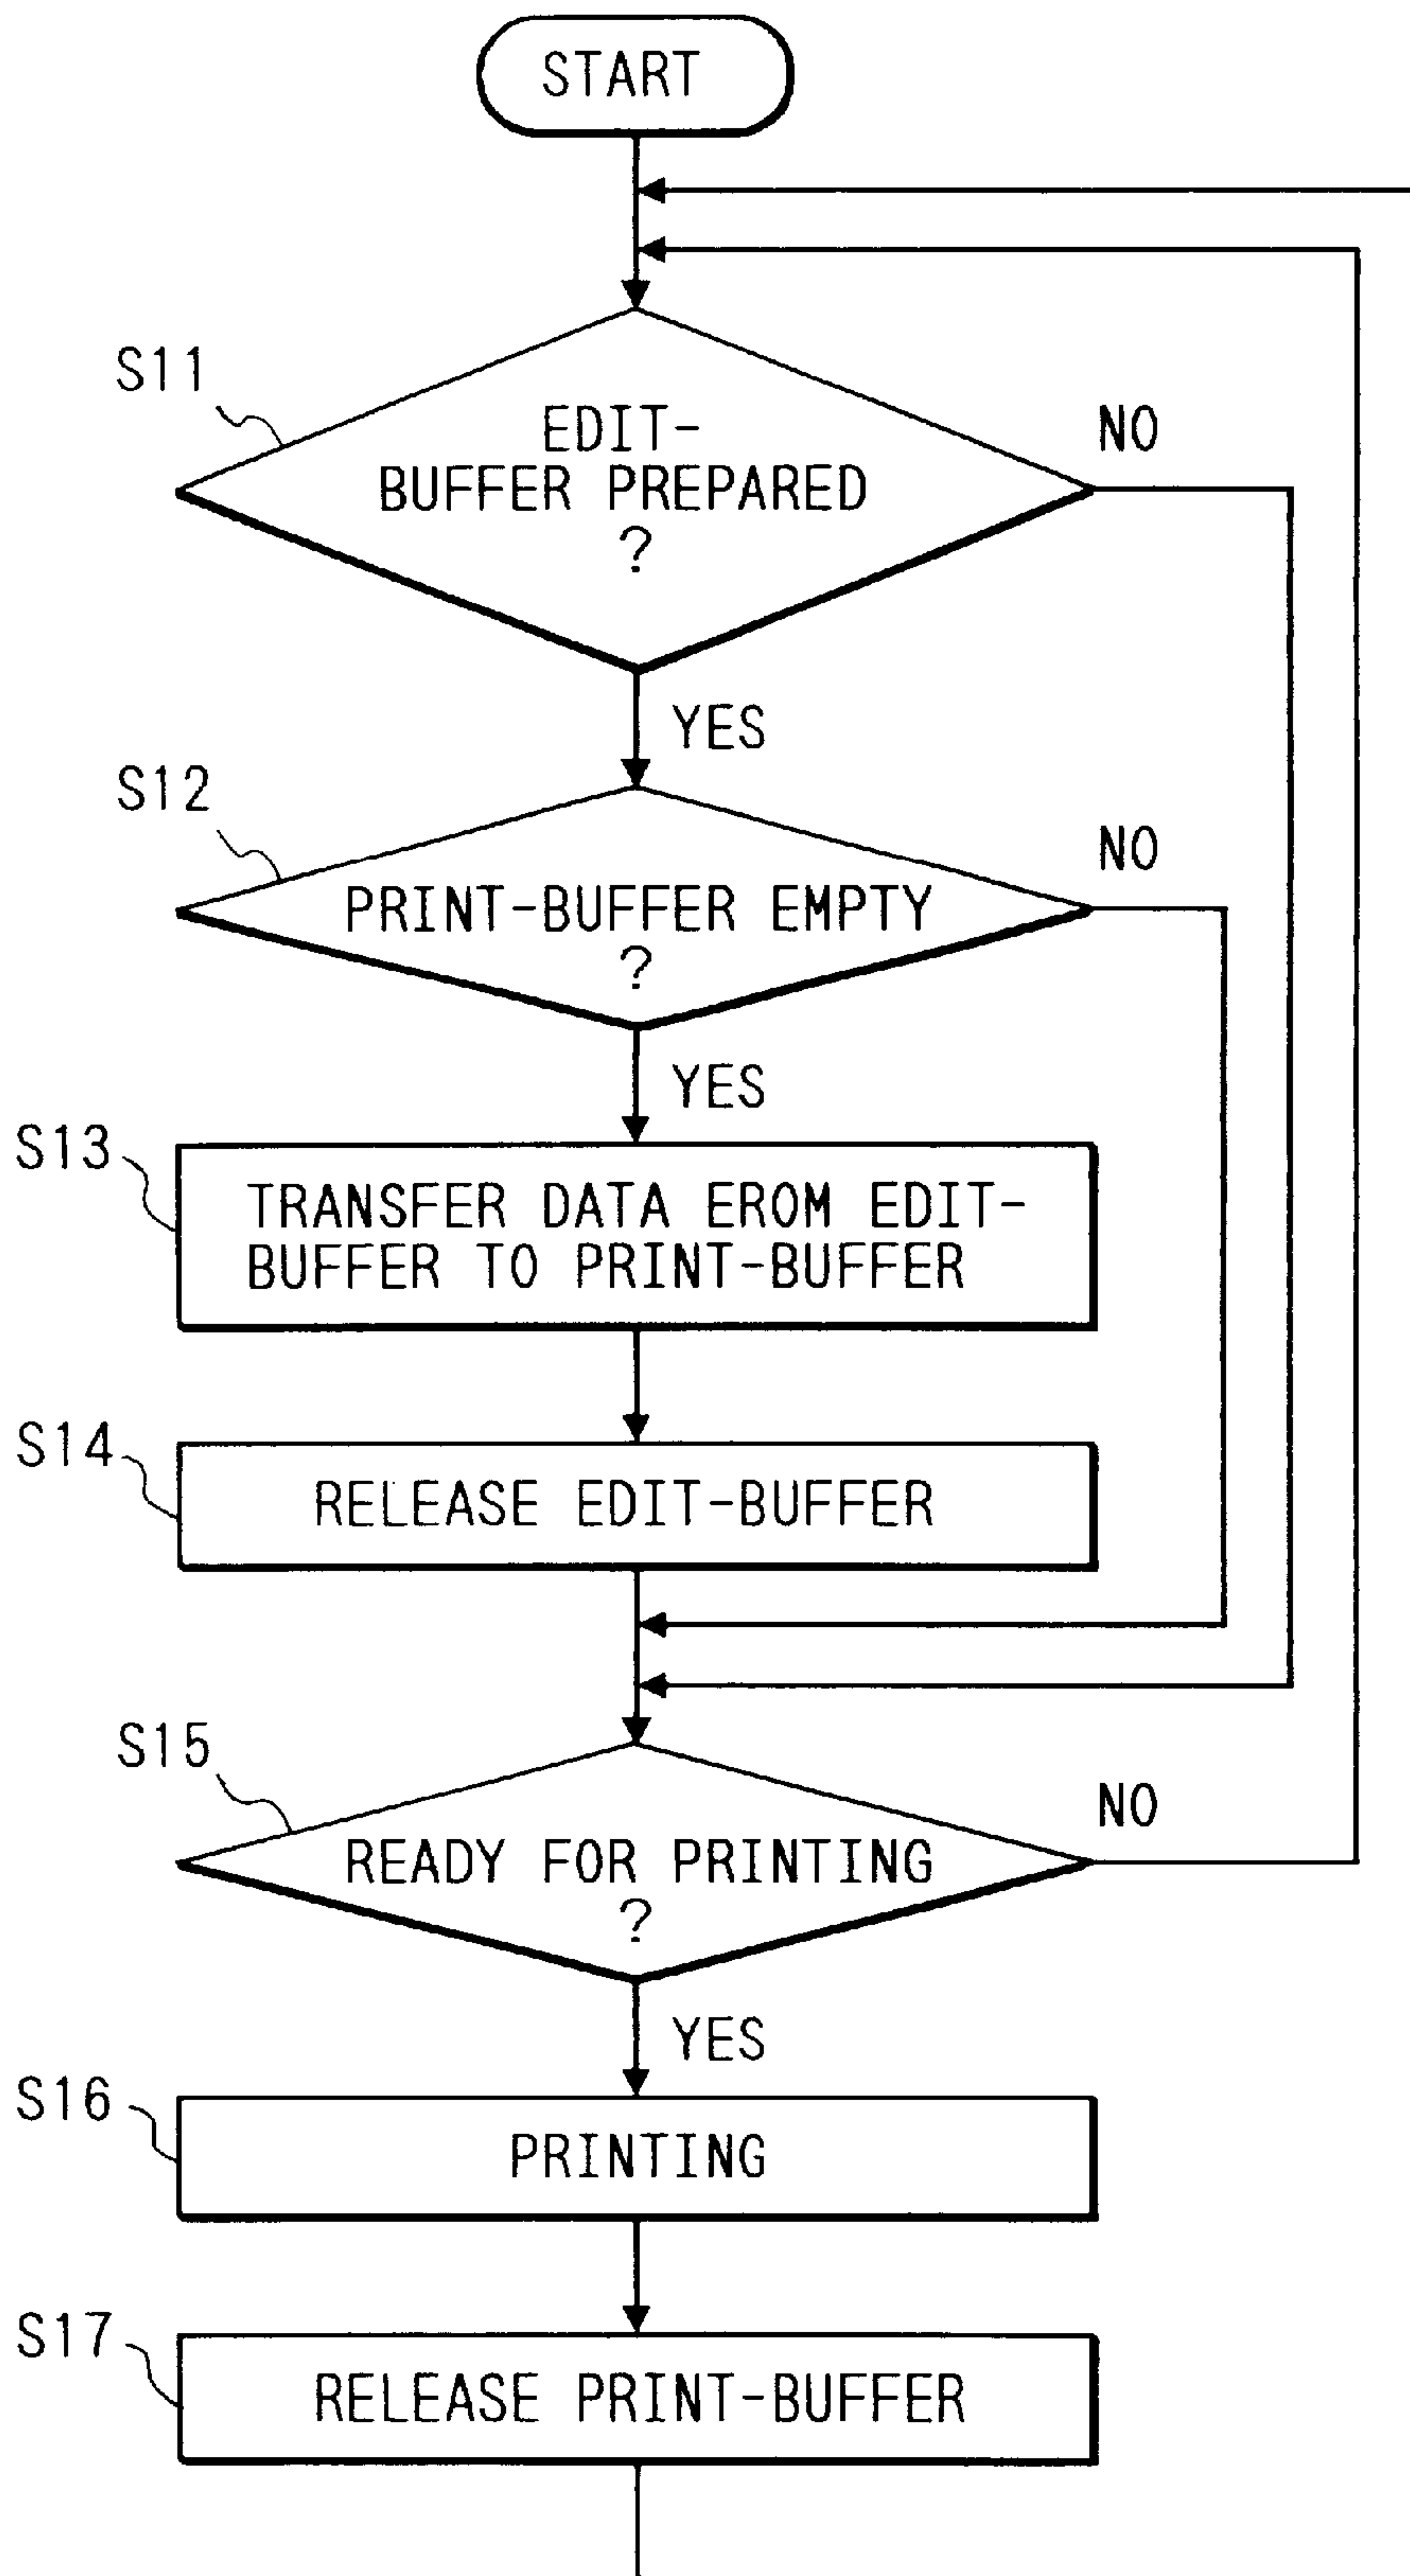 START
S11
EDIT-
BUFFER PREPARED
?
NO
YES
S12
PRINT-BUFFER EMPTY
?
NO
YES
S13
TRANSFER DATA EROM EDIT-
BUFFER TO PRINT-BUFFER
S14
RELEASE EDIT-BUFFER
S15
READY FOR PRINTING
?
NO
YES
S16
PRINTING
S17
RELEASE PRINT-BUFFER